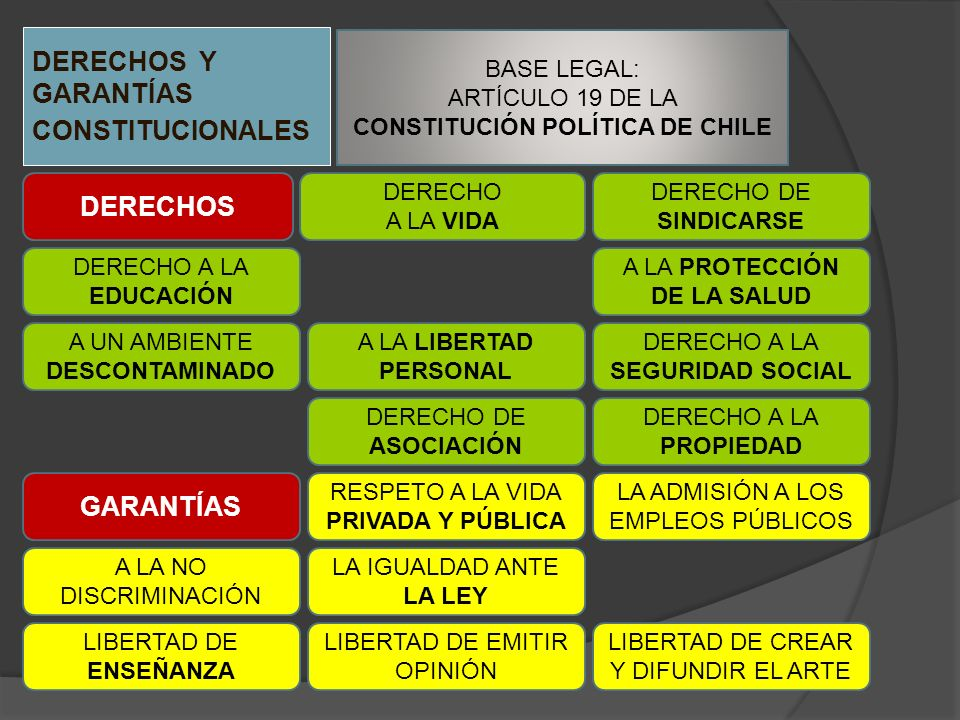 DERECHOS Y
GARANTÍAS
CONSTITUCIONALES
BASE LEGAL:
ARTÍCULO 19 DE LA
CONSTITUCIÓN POLÍTICA DE CHILE
DERECHOS
DERECHO
A LA VIDA
DERECHO DE
SINDICARSE
DERECHO A LA
EDUCACIÓN
A LA PROTECCIÓN
DE LA SALUD
A UN AMBIENTE
DESCONTAMINADO
A LA LIBERTAD
PERSONAL
DERECHO A LA
SEGURIDAD SOCIAL
DERECHO DE
ASOCIACIÓN
DERECHO A LA
PROPIEDAD
GARANTÍAS
RESPETO A LA VIDA
PRIVADA Y PÚBLICA
LA ADMISIÓN A LOS
EMPLEOS PÚBLICOS
A LA NO
DISCRIMINACIÓN
LA IGUALDAD ANTE
LA LEY
LIBERTAD DE
ENSEÑANZA
LIBERTAD DE EMITIR
OPINIÓN
LIBERTAD DE CREAR
Y DIFUNDIR EL ARTE